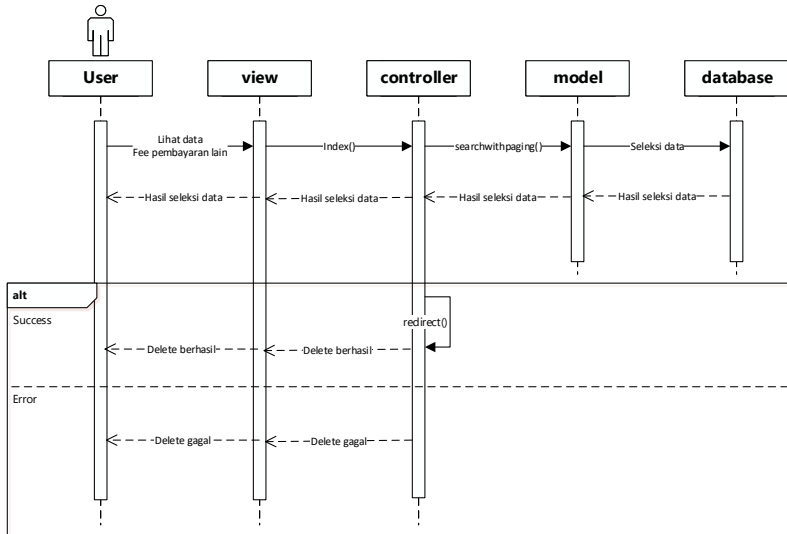 User
view
controller
model
database
Lihat data
Fee pembayaran lain
Index()
searchwithpaging()
Seleksi data
Hasil seleksi data
Hasil seleksi data
Hasil seleksi data
Hasil seleksi data
alt
Success
redirect()
Delete berhasil
Delete berhasil
Error
Delete gagal
Delete gagal